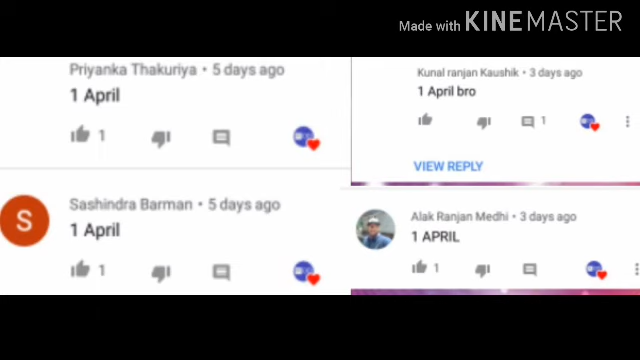 Made with KINEMASTER
Priyanka Thakuriya • 5 days ago
1 April
1
S
Sashindra Barman • 5 days ago
1 April
1
Kunal ranjan Kaushik • 3 days ago
1 April bro
1
VIEW REPLY
Alak Ranjan Medhi • 3 days ago
1 APRIL
1